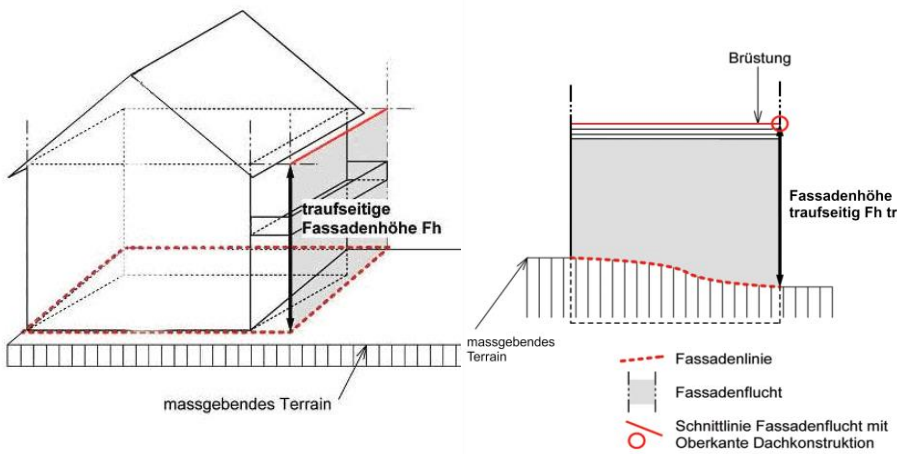 traufseitige
Fassadenhöhe Fh
massgebendes Terrain
Brüstung
Fassadenhöhe
traufseitig Fh tr
massgebendes
Terrain
Fassadenlinie
Fassadenflucht
Schnittlinie Fassadenflucht mit
Oberkante Dachkonstruktion